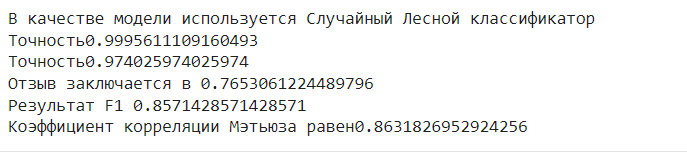 В качестве модели используется Случайный Лесной классификатор
Точность0.9995611109160493
Точность0.974025974025974
Отзыв заключается в 0.7653061224489796
Результат F1 0.8571428571428571
Коэффициент корреляции Мэтьюза равен0.8631826952924256